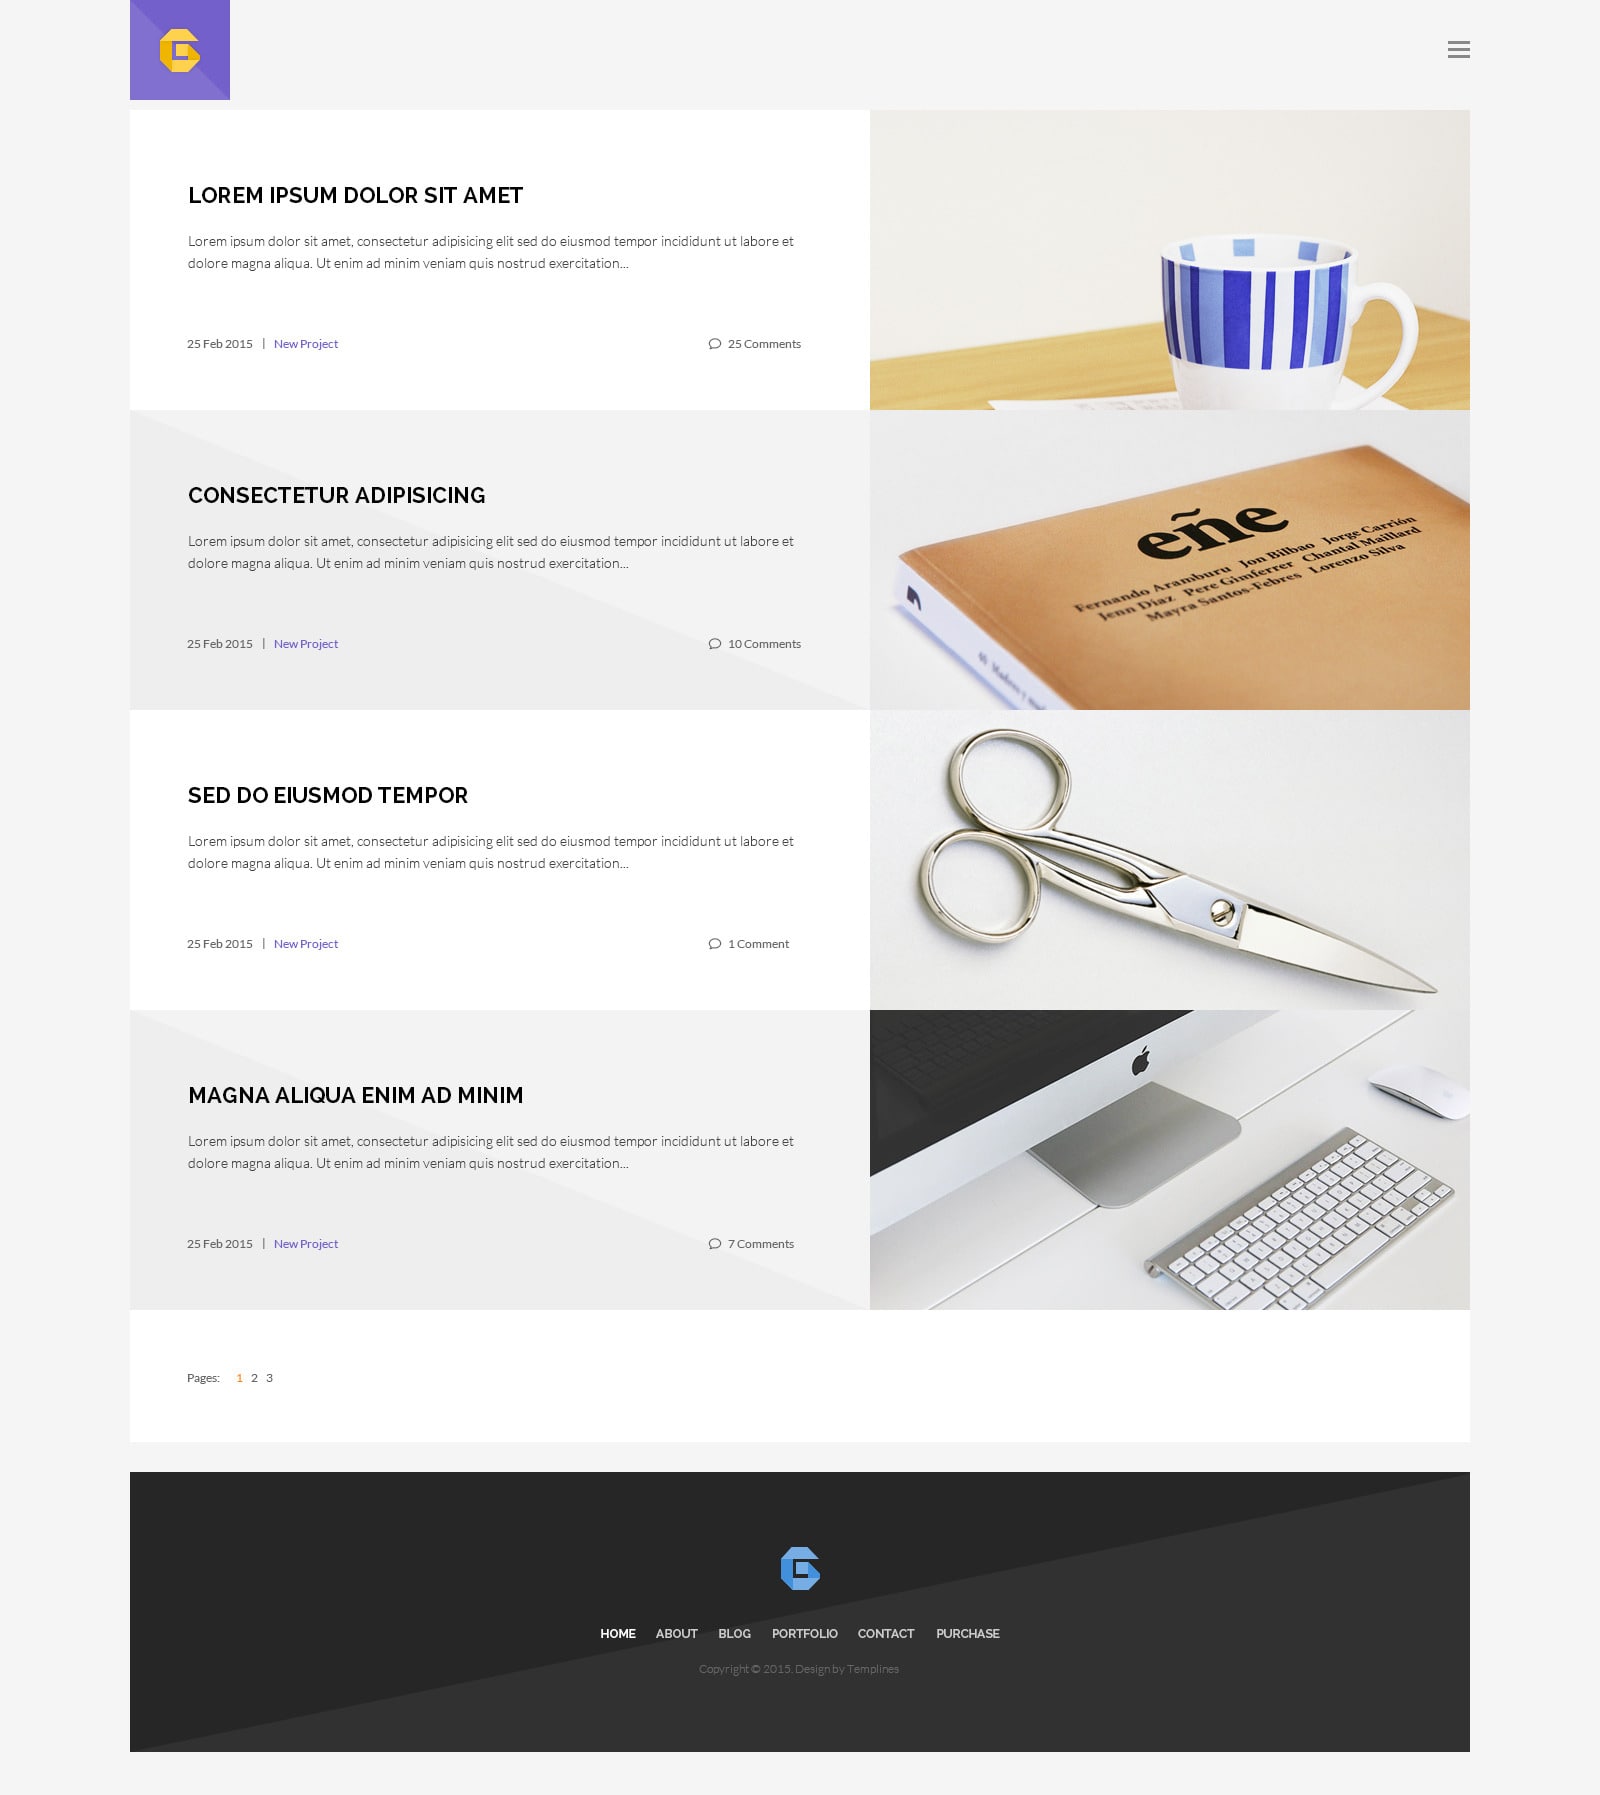 LOREM IPSUM DOLOR SIT AMET
Lorem ipsum dolor sit amet, consectetur adipisicing elit sed do eiusmod tempor incididunt ut labore et
dolore magna aliqua. Ut enim ad minim veniam quis nostrud exercitation...
25 Feb 2015 | New Project 25 Comments
CONSECTETUR ADIPISICING
Lorem ipsum dolor sit amet, consectetur adipisicing elit sed do eiusmod tempor incididunt ut labore et
dolore magna aliqua. Ut enim ad minim veniam quis nostrud exercitation...
25 Feb 2015 | New Project 10 Comments
eñe
Fernando Aramburu Jon Bilbao Jorge Carrión
Jenn Díaz Pere Gimferrer Chantal Maillard
Mayra Santos-Febres Lorenzo Silva
SED DO EIUSMOD TEMPOR
Lorem ipsum dolor sit amet, consectetur adipisicing elit sed do eiusmod tempor incididunt ut labore et
dolore magna aliqua. Ut enim ad minim veniam quis nostrud exercitation...
25 Feb 2015 | New Project 1 Comment
MAGNA ALIQUA ENIM AD MINIM
Lorem ipsum dolor sit amet, consectetur adipisicing elit sed do eiusmod tempor incididunt ut labore et
dolore magna aliqua. Ut enim ad minim veniam quis nostrud exercitation...
25 Feb 2015 | New Project 7 Comments
Pages: 1 2 3
HOME ABOUT BLOG PORTFOLIO CONTACT PURCHASE
Copyright © 2015. Design by Templines